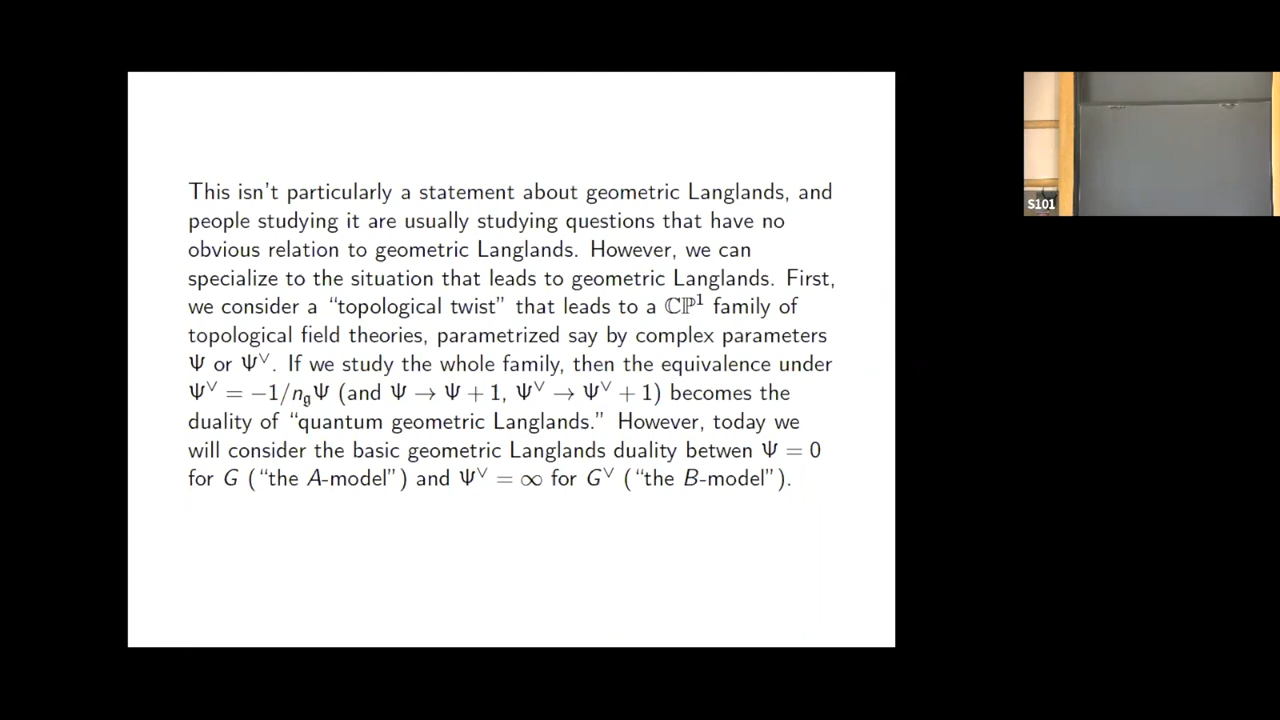 This isn't particularly a statement about geometric Langlands, and
people studying it are usually studying questions that have no
obvious relation to geometric Langlands. However, we can
specialize to the situation that leads to geometric Langlands. First,
we consider a “topological twist” that leads to a ℂℙ¹ family of
topological field theories, parametrized say by complex parameters
Ψ or Ψ^∨. If we study the whole family, then the equivalence under
Ψ^∨ = −1/n_𝔤Ψ (and Ψ → Ψ + 1, Ψ^∨ → Ψ^∨ + 1) becomes the
duality of “quantum geometric Langlands.” However, today we
will consider the basic geometric Langlands duality betwen Ψ = 0
for G (“the A-model”) and Ψ^∨ = ∞ for G^∨ (“the B-model”).
S101